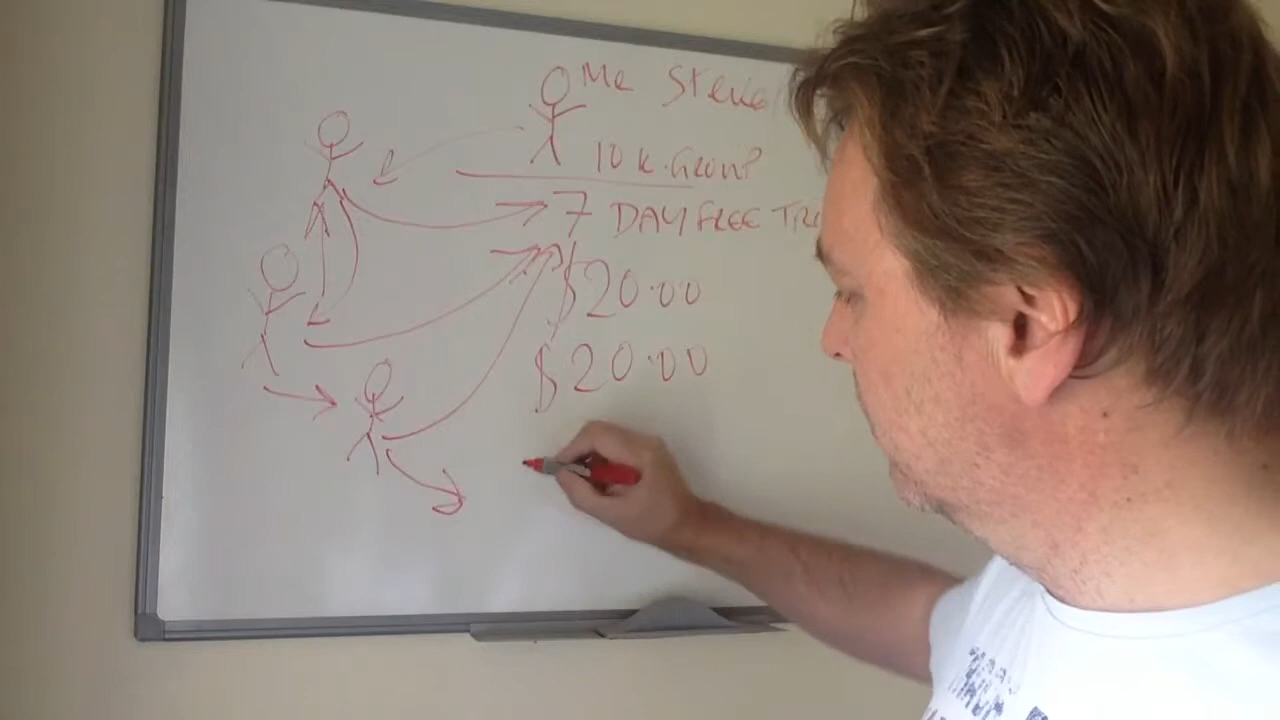 Me Steve
10K.GROUP
7 DAY FREE TR
$20.00
$20.00